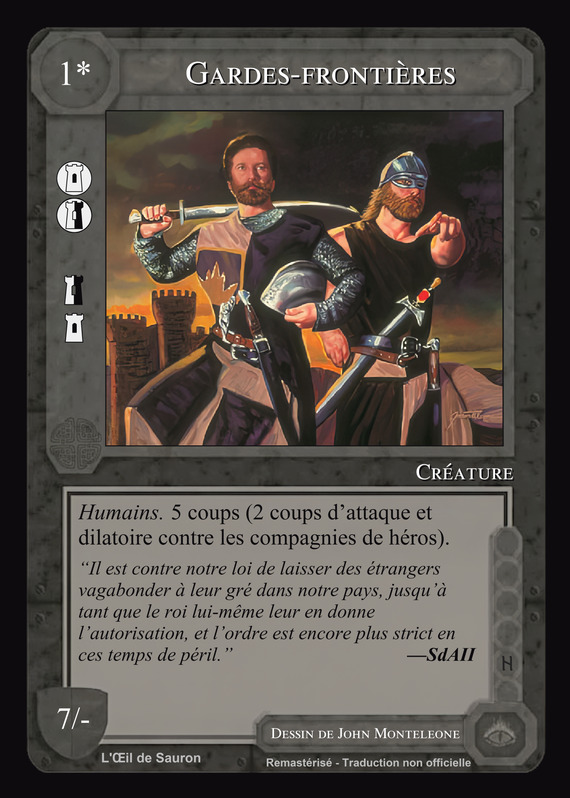 1*
GARDES-FRONTIÈRES
CRÉATURE
Humains. 5 coups (2 coups d'attaque et
dilatoire contre les compagnies de héros).
“Il est contre notre loi de laisser des étrangers
vagabonder à leur gré dans notre pays, jusqu'à
tant que le roi lui-même leur en donne
l'autorisation, et l'ordre est encore plus strict en
ces temps de péril.” —SdAII
7/-
DESSIN DE JOHN MONTELEONE
L'Œil de Sauron
Remastérisé - Traduction non officielle